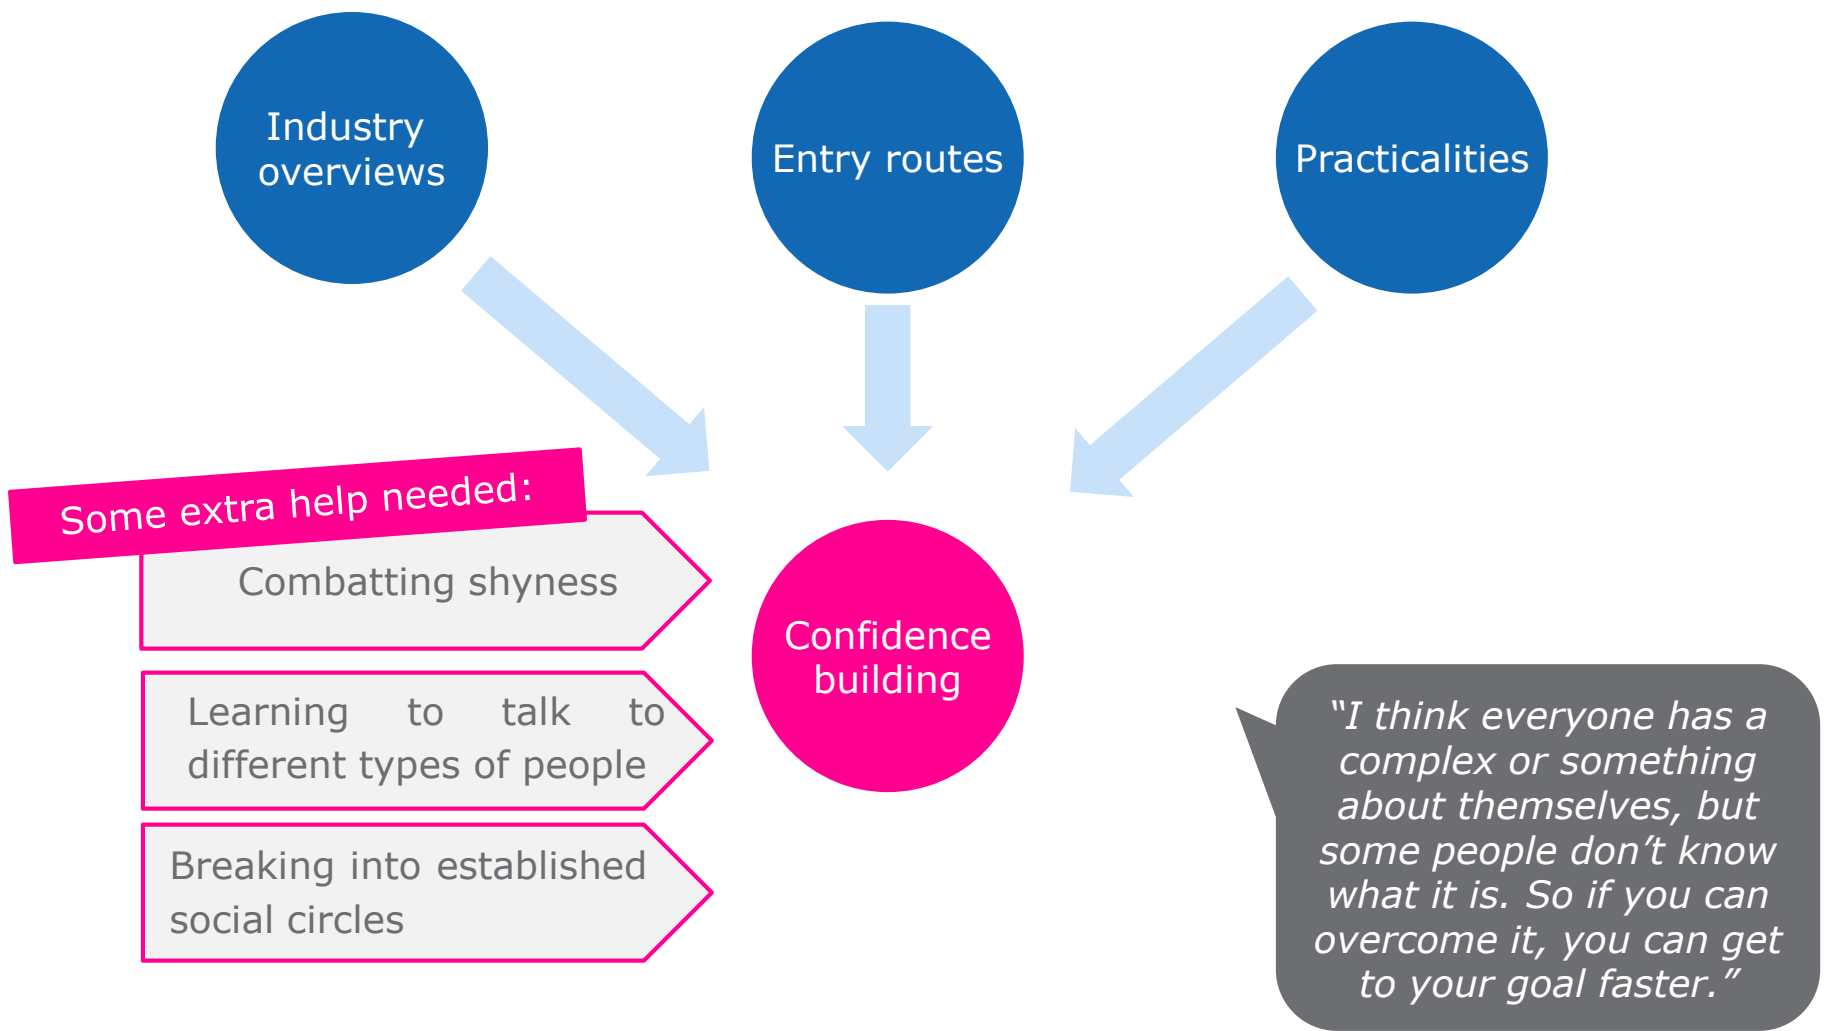 Industry
overviews
Entry routes
Practicalities
Some extra help needed:
Combatting shyness
Learning to talk to
different types of people
Breaking into established
social circles
Confidence
building
“I think everyone has a
complex or something
about themselves, but
some people don’t know
what it is. So if you can
overcome it, you can get
to your goal faster.”